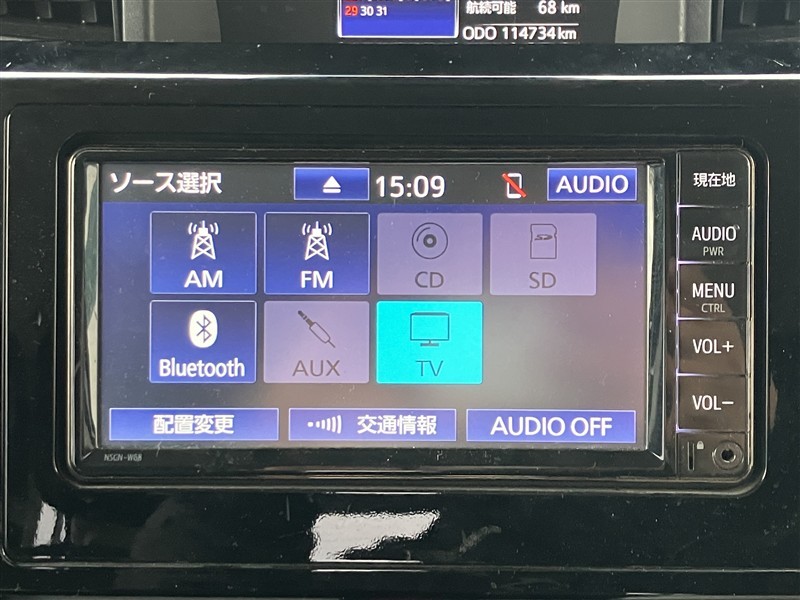 29 30 31
航続可能 68 km
ODO 114734 km
ソース選択 15:09 AUDIO
現在地
AM FM CD SD
AUDIO
PWR
MENU
CTRL
Bluetooth AUX TV
VOL+
VOL-
配置変更 交通情報 AUDIO OFF
NSCN-W68